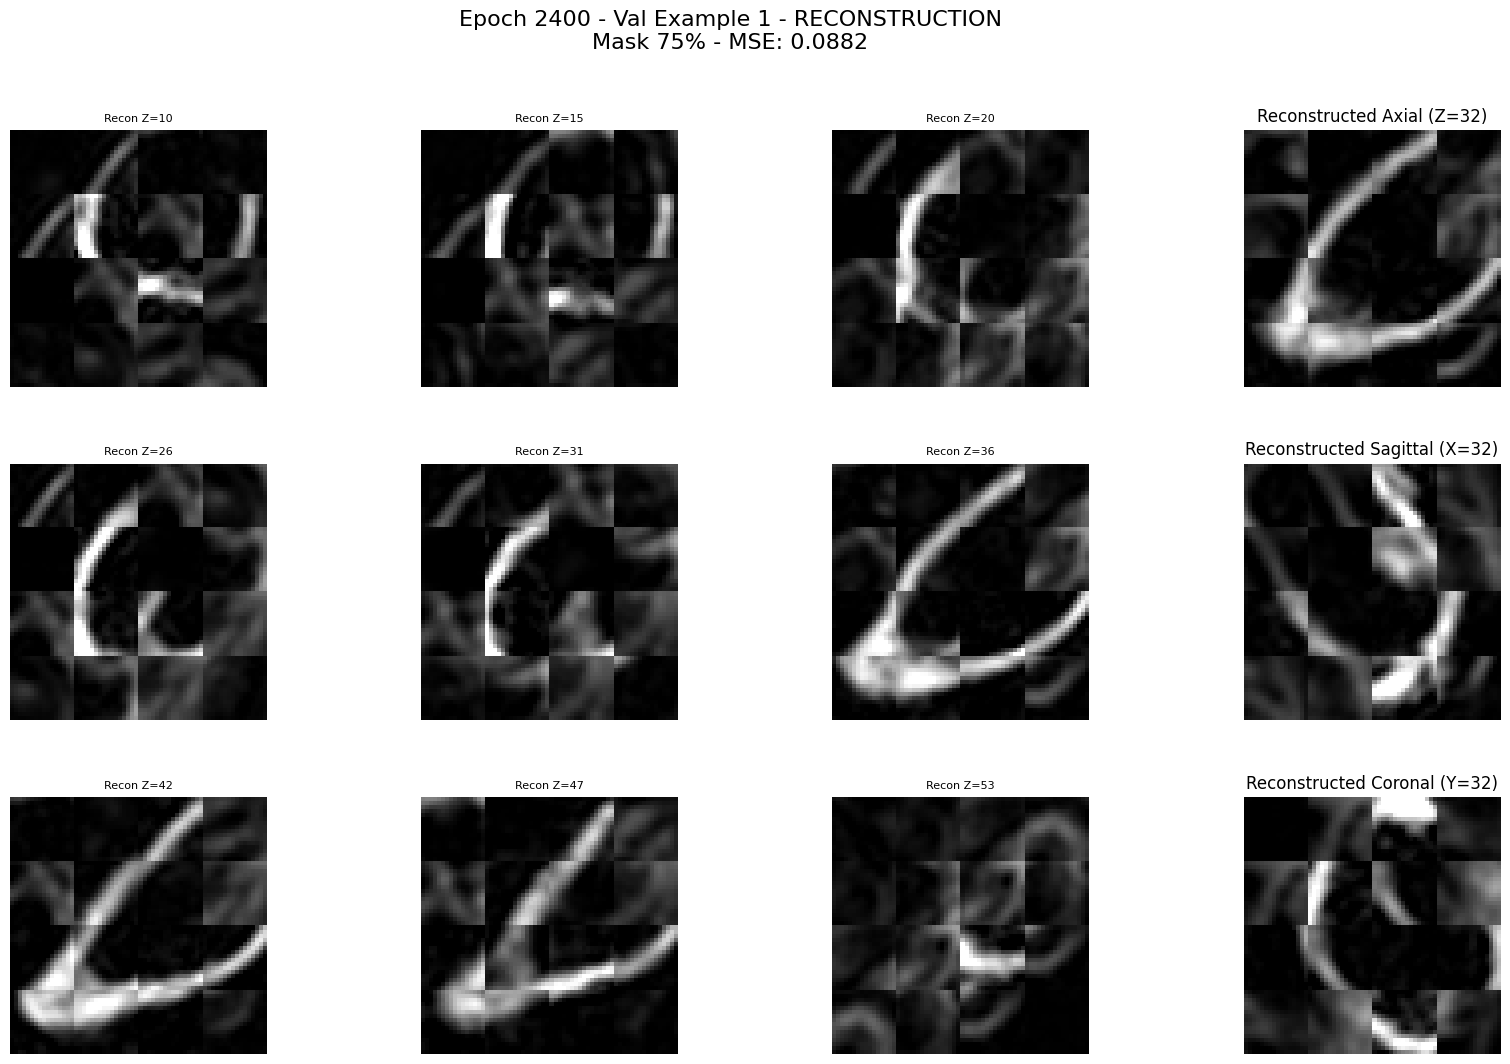 Epoch 2400 - Val Example 1 - RECONSTRUCTION
Mask 75% - MSE: 0.0882
Recon Z=10
Recon Z=15
Recon Z=20
Reconstructed Axial (Z=32)
Recon Z=26
Recon Z=31
Recon Z=36
Reconstructed Sagittal (X=32)
Recon Z=42
Recon Z=47
Recon Z=53
Reconstructed Coronal (Y=32)